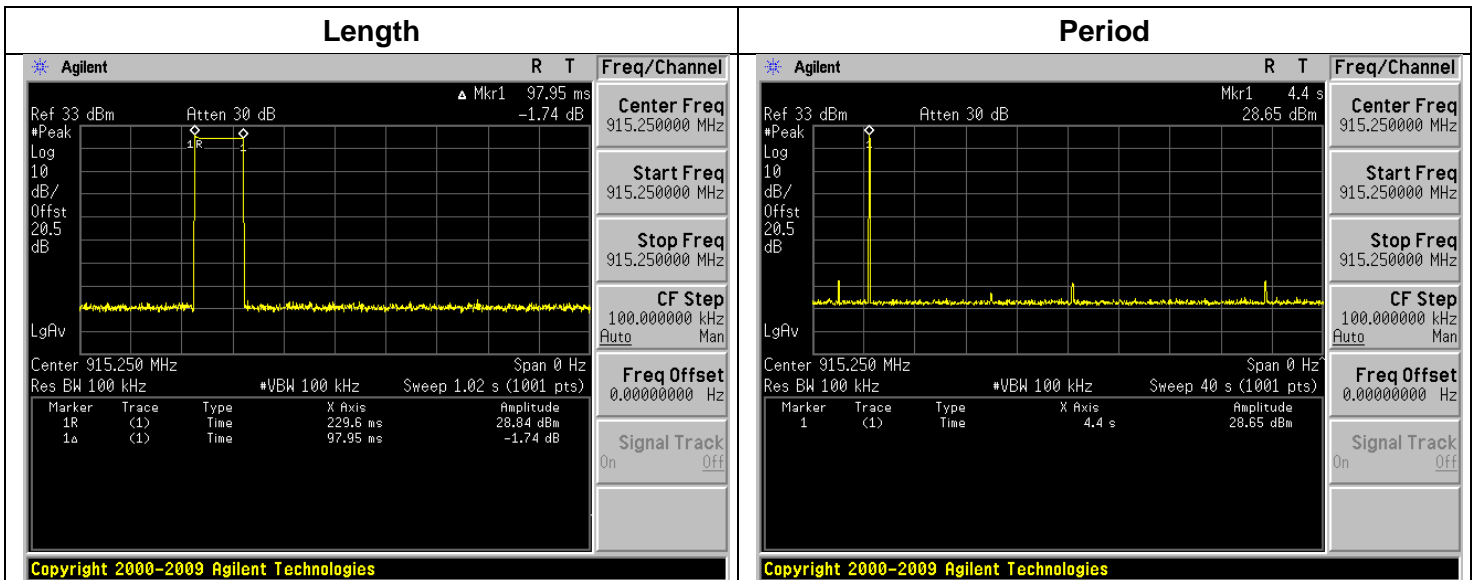 Length
Agilent
R T
Freq/Channel
Δ Mkr1 97.95 ms
Ref 33 dBm Atten 30 dB -1.74 dB
#Peak
Log
10
dB/
Offst
20.5
dB
LgAv
1R
1
Center 915.250 MHz Span 0 Hz
Res BW 100 kHz #VBW 100 kHz Sweep 1.02 s (1001 pts)
Marker Trace Type X Axis Amplitude
1R (1) Time 229.6 ms 28.84 dBm
1Δ (1) Time 97.95 ms -1.74 dB
Center Freq
915.250000 MHz
Start Freq
915.250000 MHz
Stop Freq
915.250000 MHz
CF Step
100.000000 kHz
Auto Man
Freq Offset
0.00000000 Hz
Signal Track
On Off
Copyright 2000-2009 Agilent Technologies
Period
Agilent
R T
Freq/Channel
Mkr1 4.4 s
Ref 33 dBm Atten 30 dB 28.65 dBm
#Peak
Log
10
dB/
Offst
20.5
dB
LgAv
1
Center 915.250 MHz Span 0 Hz^
Res BW 100 kHz #VBW 100 kHz Sweep 40 s (1001 pts)
Marker Trace Type X Axis Amplitude
1 (1) Time 4.4 s 28.65 dBm
Center Freq
915.250000 MHz
Start Freq
915.250000 MHz
Stop Freq
915.250000 MHz
CF Step
100.000000 kHz
Auto Man
Freq Offset
0.00000000 Hz
Signal Track
On Off
Copyright 2000-2009 Agilent Technologies